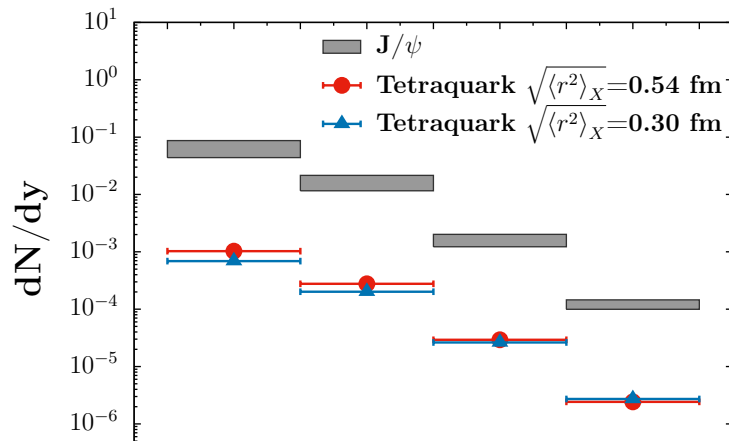 10^1
J/ψ
10^0
Tetraquark √⟨r²⟩_X=0.54 fm
Tetraquark √⟨r²⟩_X=0.30 fm
10^-1
10^-2
10^-3
10^-4
10^-5
10^-6
dN/dy